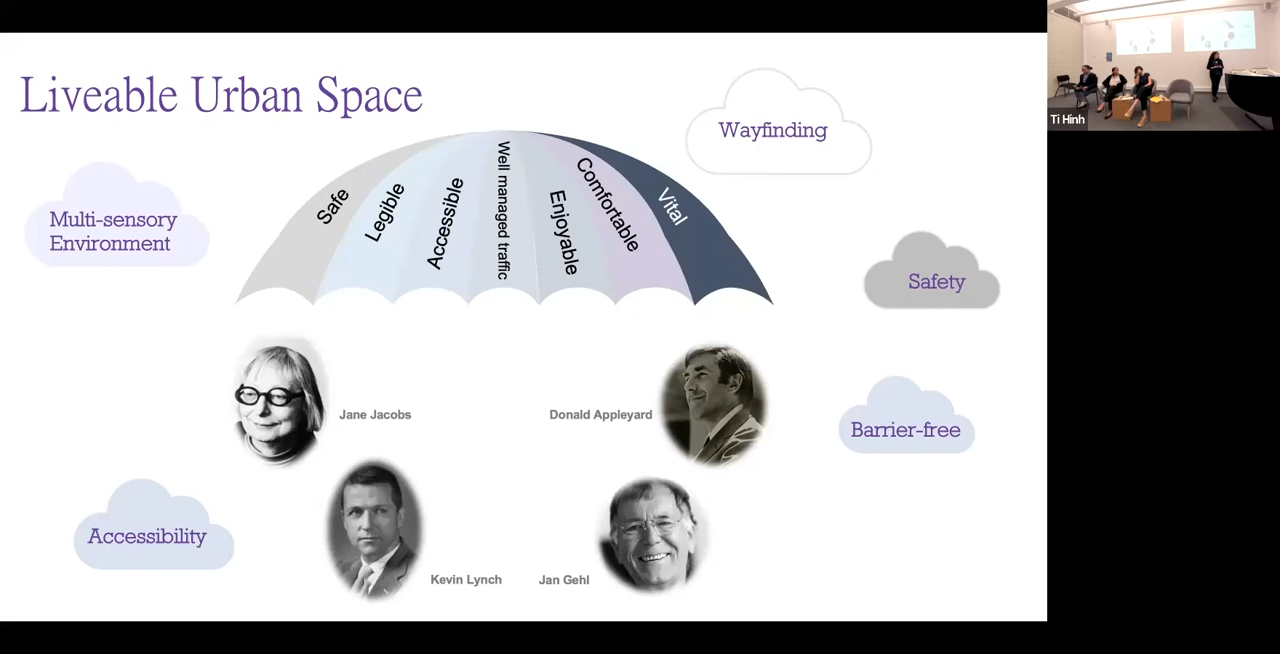 Liveable Urban Space
Wayfinding
Ti Hinh
Multi-sensory
Environment
Safe
Legible
Accessible
Well managed traffic
Enjoyable
Comfortable
Vital
Safety
Jane Jacobs
Donald Appleyard
Barrier-free
Accessibility
Kevin Lynch
Jan Gehl